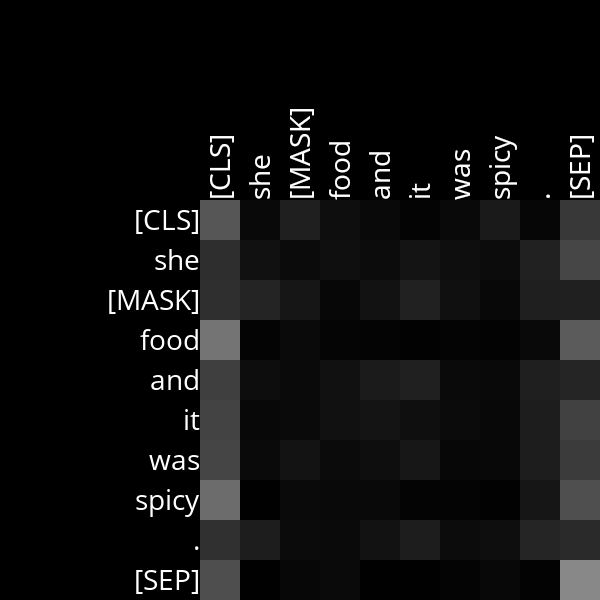 [CLS] she [MASK] food and it was spicy . [SEP]
[CLS]
she
[MASK]
food
and
it
was
spicy
.
[SEP]